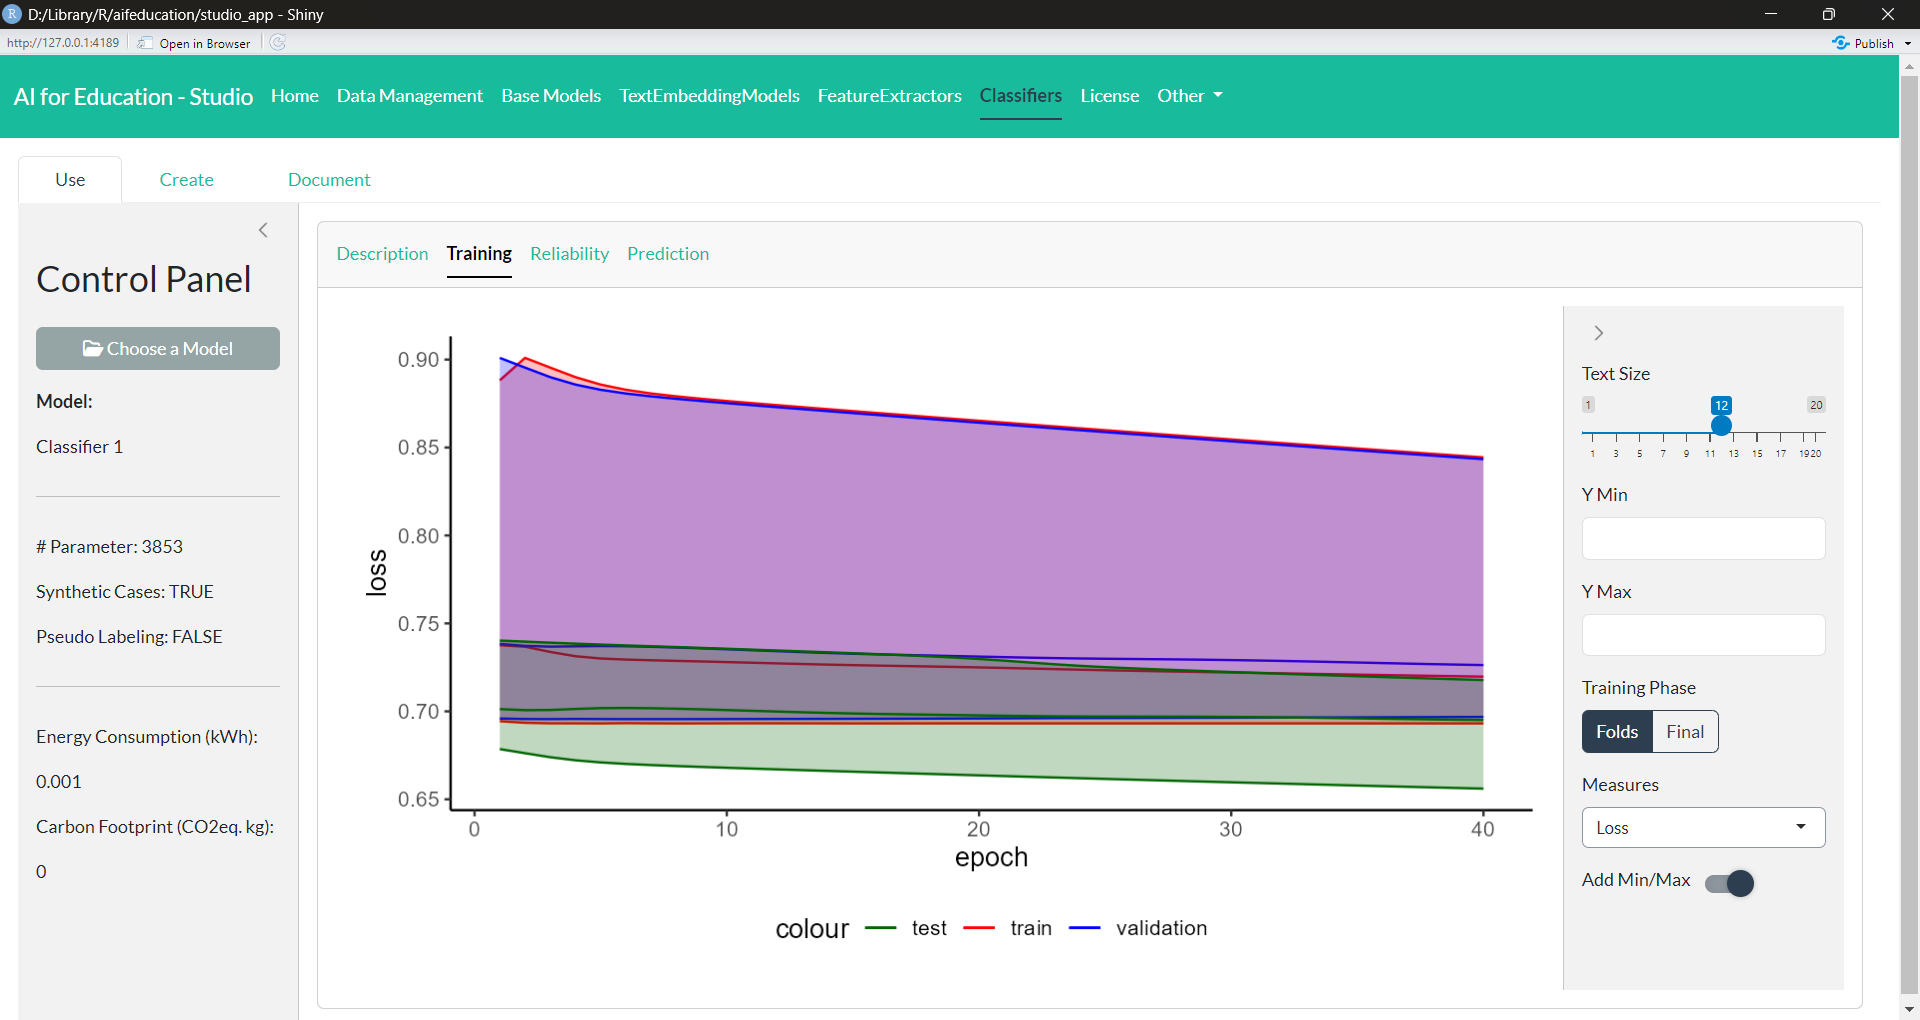 D:/Library/R/aifeducation/studio_app - Shiny
http://127.0.0.1:4189 Open in Browser Publish
AI for Education - Studio Home Data Management Base Models TextEmbeddingModels FeatureExtractors Classifiers License Other
Use Create Document
Control Panel
Choose a Model
Model:
Classifier 1
# Parameter: 3853
Synthetic Cases: TRUE
Pseudo Labeling: FALSE
Energy Consumption (kWh):
0.001
Carbon Footprint (CO2eq. kg):
0
Description Training Reliability Prediction
0.90
0.85
0.80
0.75
0.70
0.65
loss
0 10 20 30 40
epoch
colour test train validation
Text Size
1 12 20
1 3 5 7 9 11 13 15 17 19 20
Y Min
Y Max
Training Phase
Folds Final
Measures
Loss
Add Min/Max